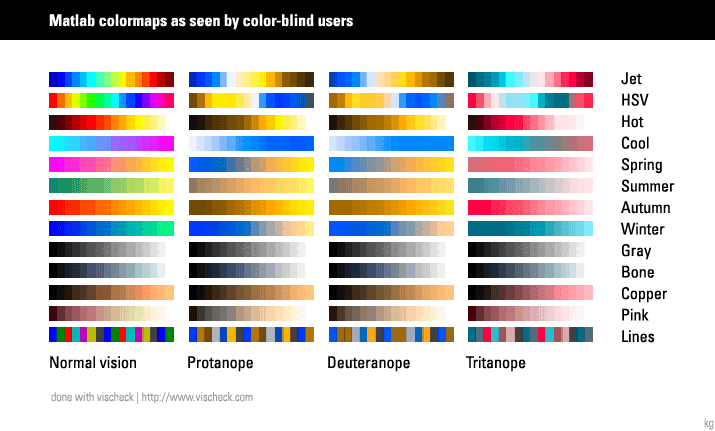 Matlab colormaps as seen by color-blind users
Jet
HSV
Hot
Cool
Spring
Summer
Autumn
Winter
Gray
Bone
Copper
Pink
Lines
Normal vision Protanope Deuteranope Tritanope
done with vischeck | http://www.vischeck.com
kg